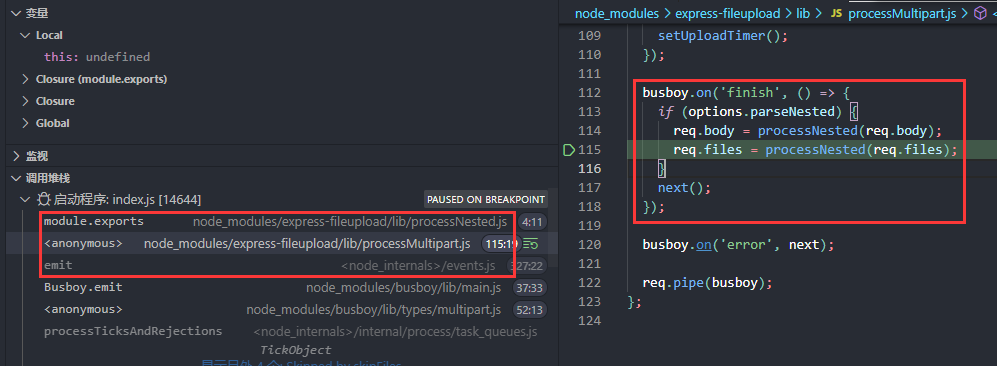 变量
Local
this: undefined
Closure (module.exports)
Closure
Global
监视
调用堆栈
启动程序: index.js [14644] PAUSED ON BREAKPOINT
module.exports node_modules/express-fileupload/lib/processNested.js 4:11
<anonymous> node_modules/express-fileupload/lib/processMultipart.js 115:19
emit <node_internals>/events.js 327:22
Busboy.emit node_modules/busboy/lib/main.js 37:33
<anonymous> node_modules/busboy/lib/types/multipart.js 52:13
processTicksAndRejections <node_internals>/internal/process/task_queues.js
TickObject
node_modules > express-fileupload > lib > JS processMultipart.js >
109 setUploadTimer();
110 });
111
112 busboy.on('finish', () => {
113 if (options.parseNested) {
114 req.body = processNested(req.body);
115 req.files = processNested(req.files);
116 }
117 next();
118 });
119
120 busboy.on('error', next);
121
122 req.pipe(busboy);
123 };
124